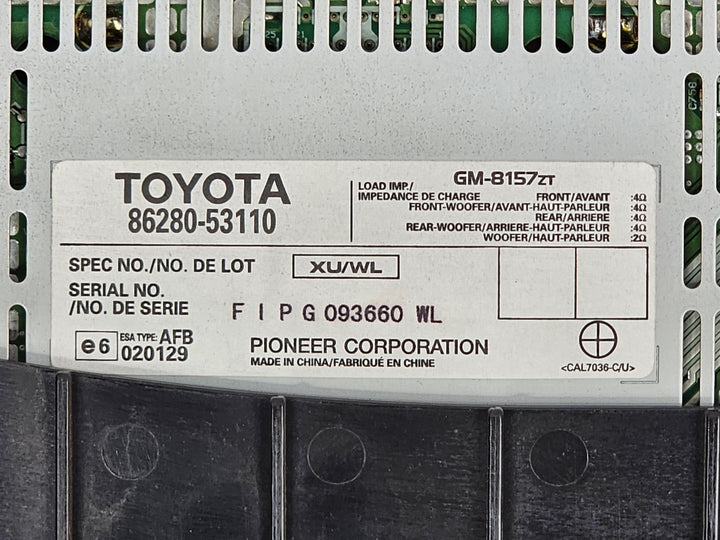 TOYOTA
86280-53110
GM-8157ZT
LOAD IMP./
IMPEDANCE DE CHARGE FRONT/AVANT :4Ω
FRONT-WOOFER/AVANT-HAUT-PARLEUR :4Ω
REAR/ARRIERE :4Ω
REAR-WOOFER/ARRIERE-HAUT-PARLEUR :4Ω
WOOFER/HAUT-PARLEUR :2Ω
SPEC NO./NO. DE LOT XU/WL
SERIAL NO.
/NO. DE SERIE F I P G 093660 WL
e6 ESA TYPE: AFB
020129
PIONEER CORPORATION
MADE IN CHINA/FABRIQUÉ EN CHINE
<CAL7036-C/U>
C756